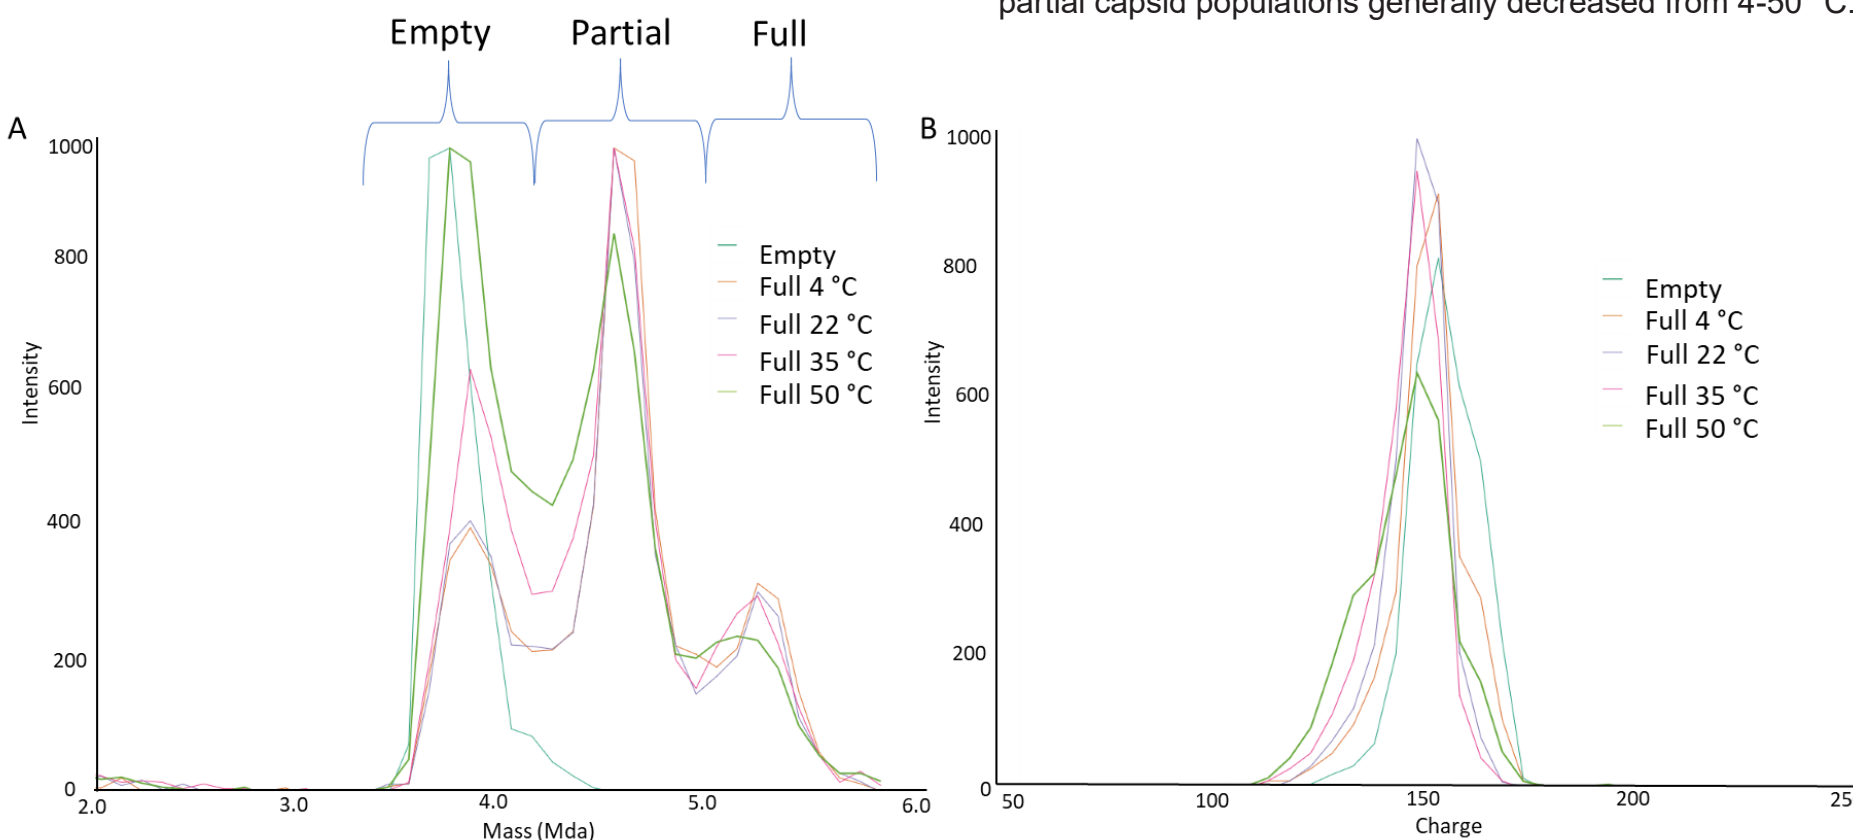 partial capsid populations generally decreased from 4-50 °C.
Empty Partial Full
A
1000
800
600
400
200
0
Intensity
2.0 3.0 4.0 5.0 6.0
Mass (Mda)
Empty
Full 4 °C
Full 22 °C
Full 35 °C
Full 50 °C
B
1000
800
600
400
200
0
Intensity
50 100 150 200 25
Charge
Empty
Full 4 °C
Full 22 °C
Full 35 °C
Full 50 °C